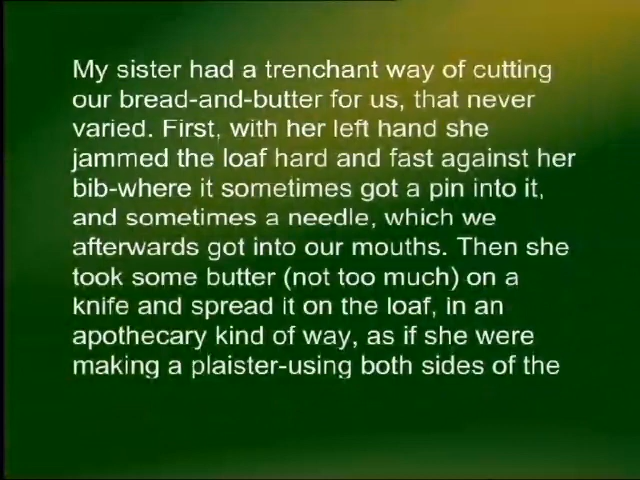 My sister had a trenchant way of cutting
our bread-and-butter for us, that never
varied. First, with her left hand she
jammed the loaf hard and fast against her
bib-where it sometimes got a pin into it,
and sometimes a needle, which we
afterwards got into our mouths. Then she
took some butter (not too much) on a
knife and spread it on the loaf, in an
apothecary kind of way, as if she were
making a plaister-using both sides of the